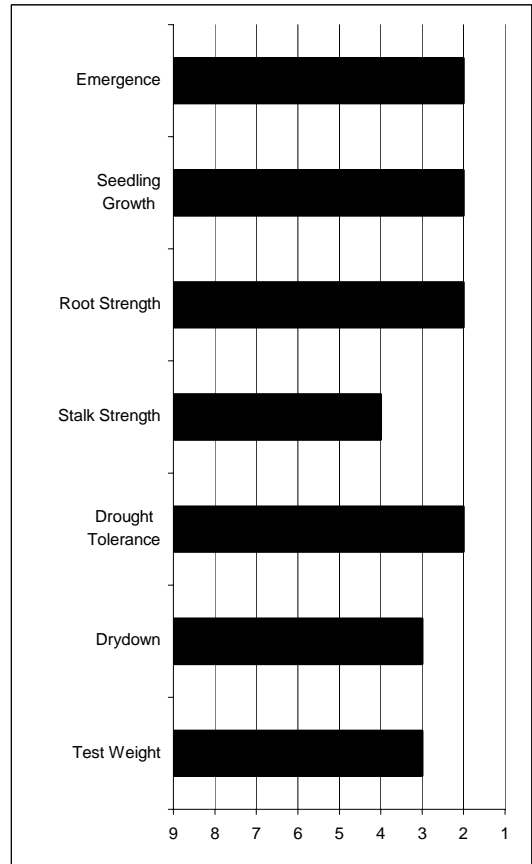 Emergence
Seedling
Growth
Root Strength
Stalk Strength
Drought
Tolerance
Drydown
Test Weight
9 8 7 6 5 4 3 2 1